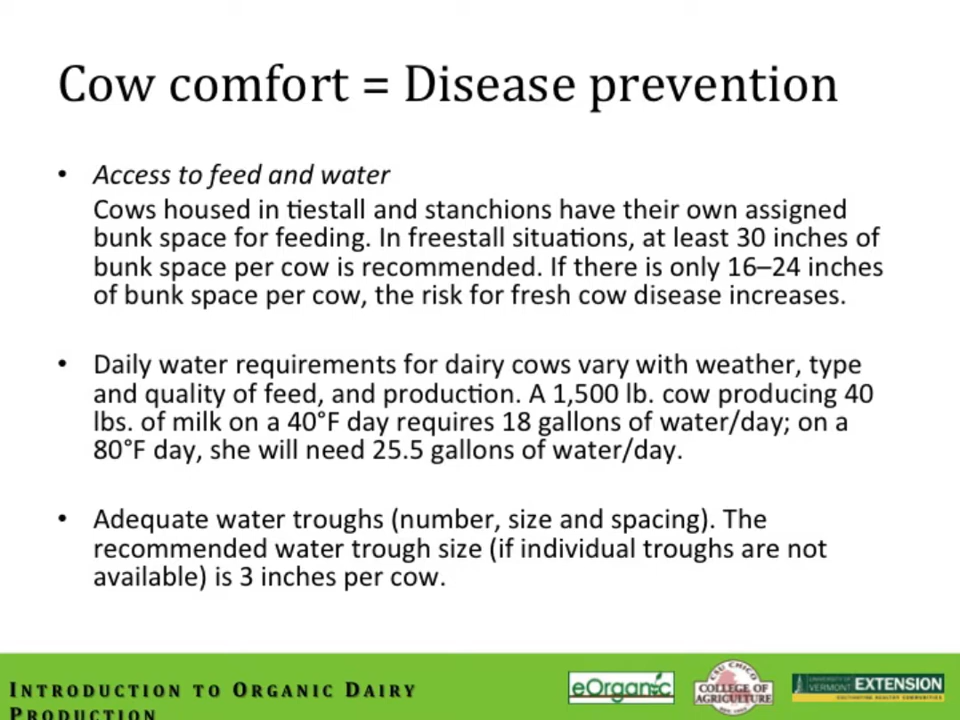 Cow comfort = Disease prevention
• Access to feed and water
Cows housed in tiestall and stanchions have their own assigned
bunk space for feeding. In freestall situations, at least 30 inches of
bunk space per cow is recommended. If there is only 16–24 inches
of bunk space per cow, the risk for fresh cow disease increases.
• Daily water requirements for dairy cows vary with weather, type
and quality of feed, and production. A 1,500 lb. cow producing 40
lbs. of milk on a 40°F day requires 18 gallons of water/day; on a
80°F day, she will need 25.5 gallons of water/day.
• Adequate water troughs (number, size and spacing). The
recommended water trough size (if individual troughs are not
available) is 3 inches per cow.
INTRODUCTION TO ORGANIC DAIRY
PRODUCTION
eOrganic
CSU CHICO
COLLEGE OF
AGRICULTURE
UNIVERSITY OF
VERMONT EXTENSION
CULTIVATING HEALTHY COMMUNITIES